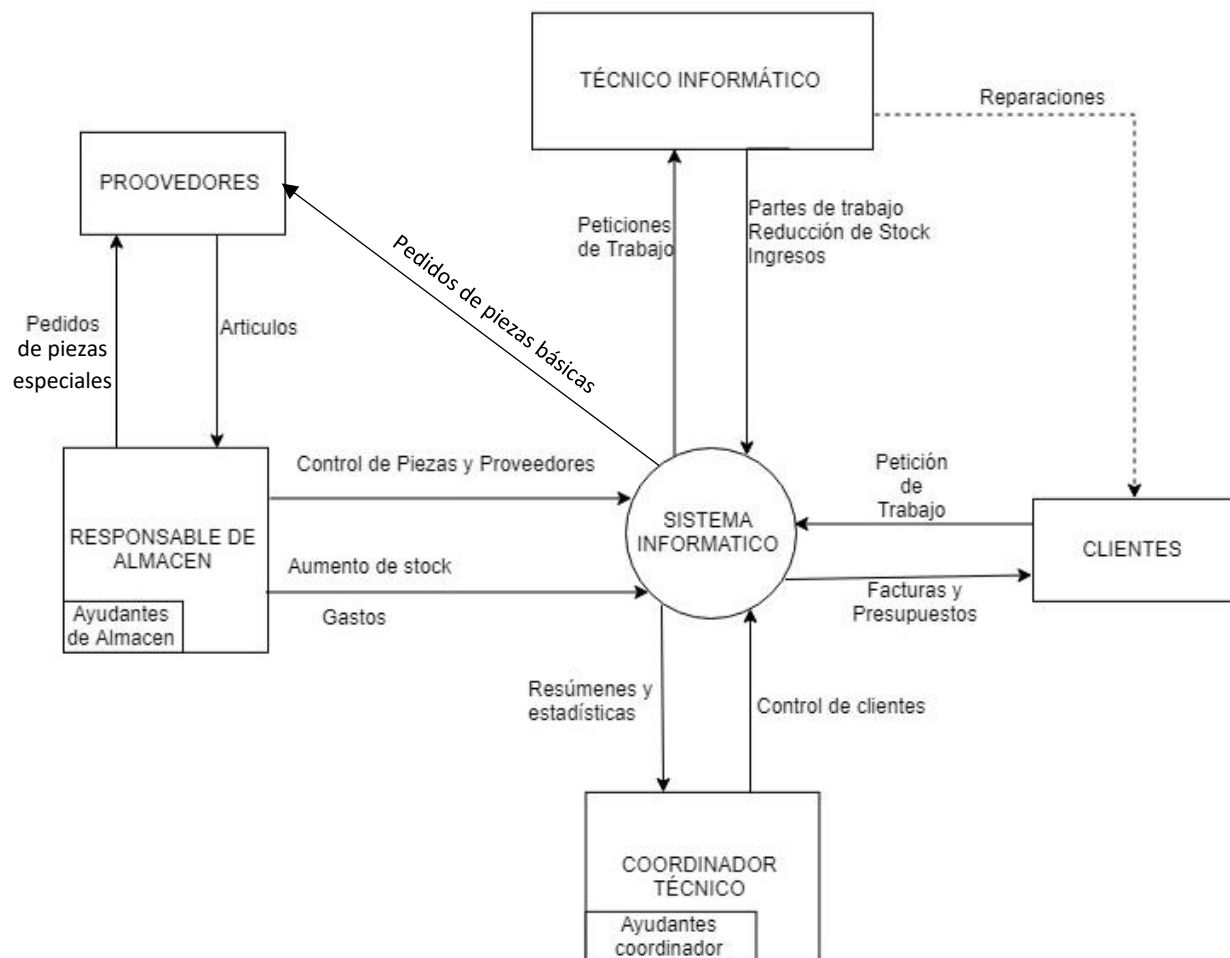 TÉCNICO INFORMÁTICO
Reparaciones
PROOVEDORES
Peticiones
de Trabajo
Partes de trabajo
Reducción de Stock
Ingresos
Pedidos de piezas básicas
Pedidos
de piezas
especiales
Articulos
Control de Piezas y Proveedores
Petición
de
Trabajo
RESPONSABLE DE
ALMACEN
SISTEMA
INFORMATICO
CLIENTES
Aumento de stock
Gastos
Facturas y
Presupuestos
Ayudantes
de Almacen
Resúmenes y
estadísticas
Control de clientes
COORDINADOR
TÉCNICO
Ayudantes
coordinador